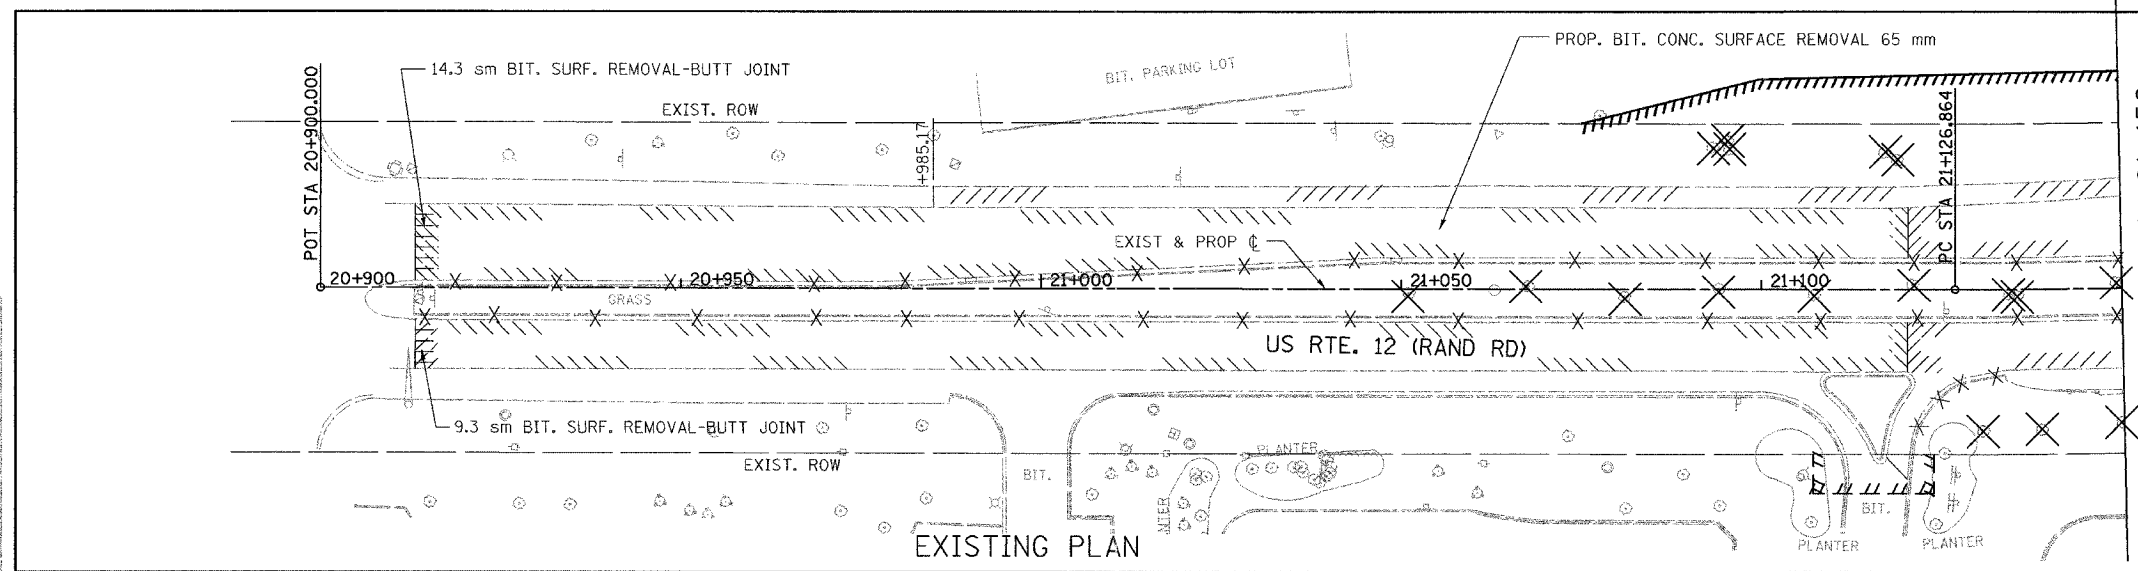 PROP. BIT. CONC. SURFACE REMOVAL 65 mm
14.3 sm BIT. SURF. REMOVAL-BUTT JOINT
BIT. PARKING LOT
EXIST. ROW
POT STA 20+900.000
+985.17
PC STA 21+126.864
EXIST & PROP ℄
20+900
20+950
21+000
21+050
21+100
GRASS
US RTE. 12 (RAND RD)
9.3 sm BIT. SURF. REMOVAL-BUTT JOINT
EXIST. ROW
PLANTER
BIT.
BIT.
PLANTER
PLANTER
EXISTING PLAN